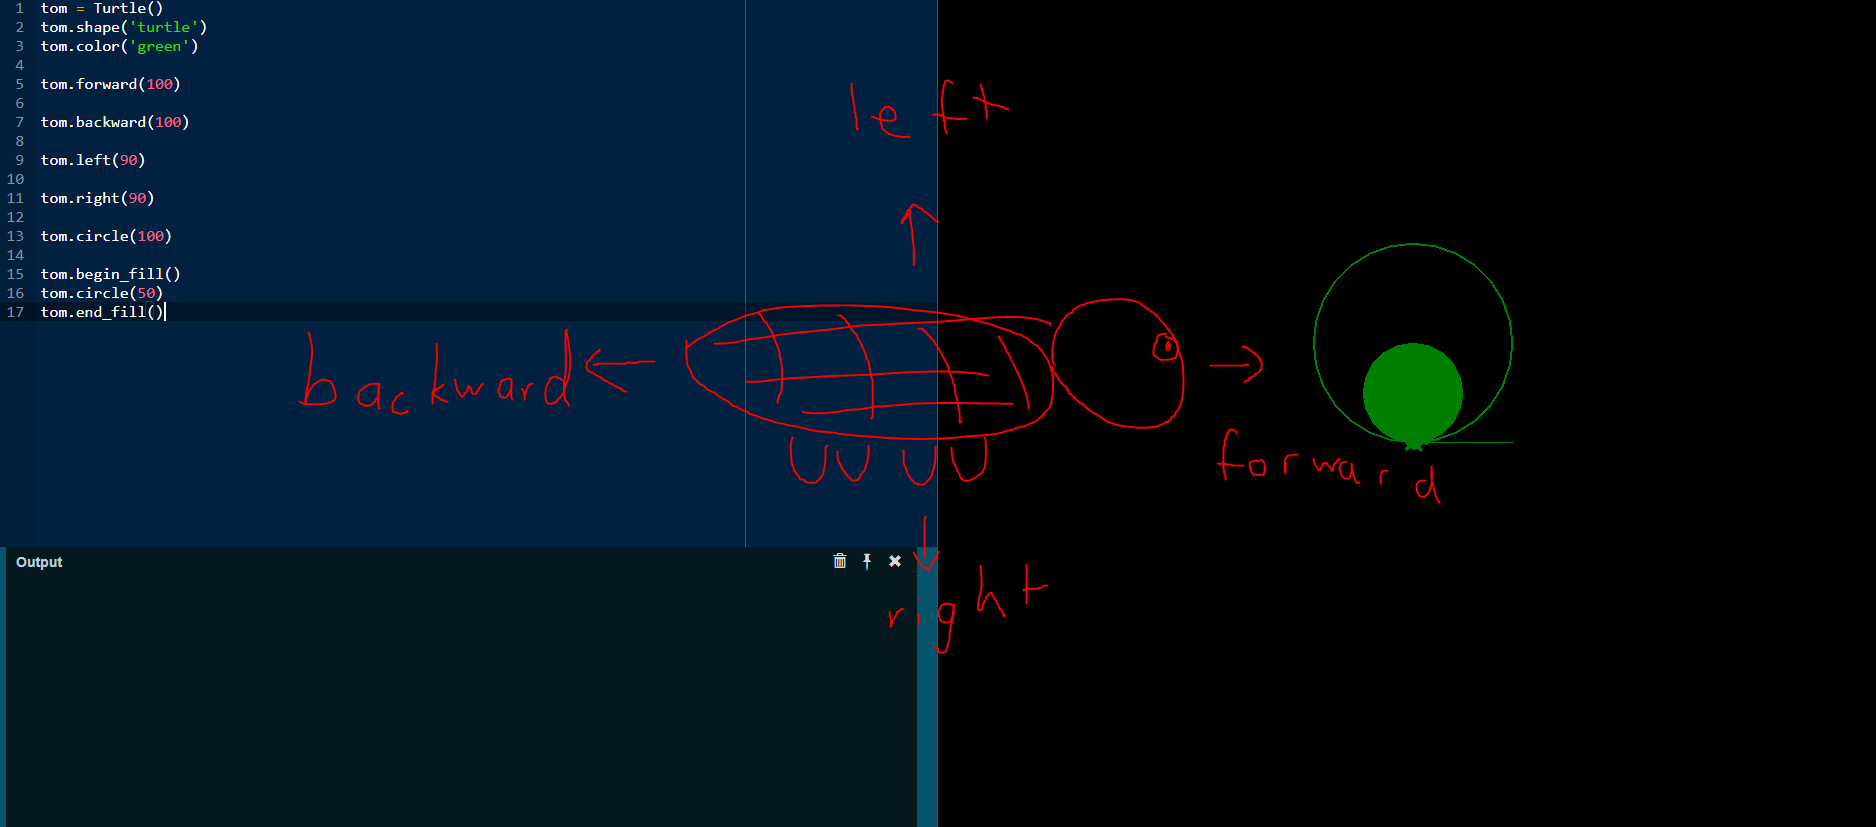 1 tom = Turtle()
2 tom.shape('turtle')
3 tom.color('green')
4
5 tom.forward(100)
6
7 tom.backward(100)
8
9 tom.left(90)
10
11 tom.right(90)
12
13 tom.circle(100)
14
15 tom.begin_fill()
16 tom.circle(50)
17 tom.end_fill()
left
backward
forward
Output
right